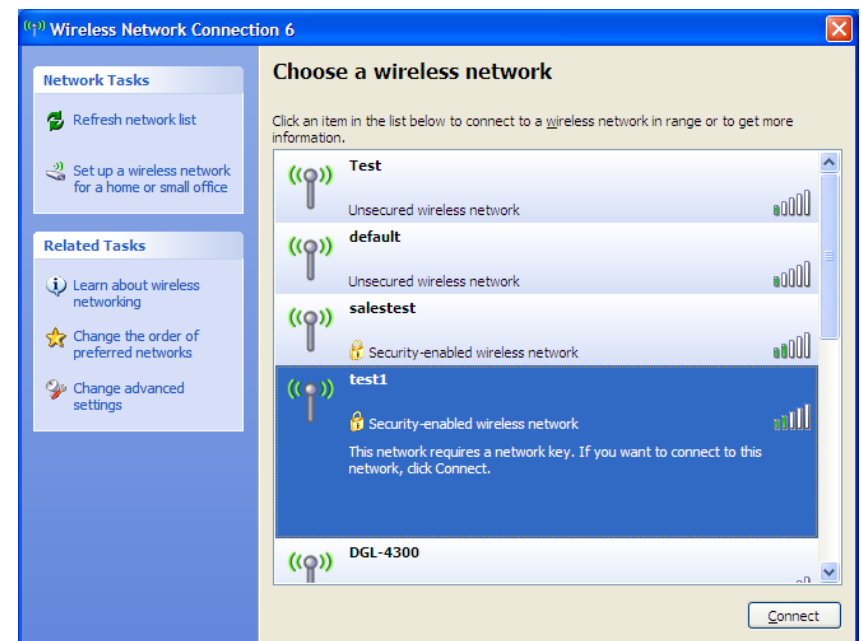 Wireless Network Connection 6
Network Tasks
Refresh network list
Set up a wireless network
for a home or small office
Related Tasks
Learn about wireless
networking
Change the order of
preferred networks
Change advanced
settings
Choose a wireless network
Click an item in the list below to connect to a wireless network in range or to get more
information.
Test
Unsecured wireless network
default
Unsecured wireless network
salestest
Security-enabled wireless network
test1
Security-enabled wireless network
This network requires a network key. If you want to connect to this
network, click Connect.
DGL-4300
Connect